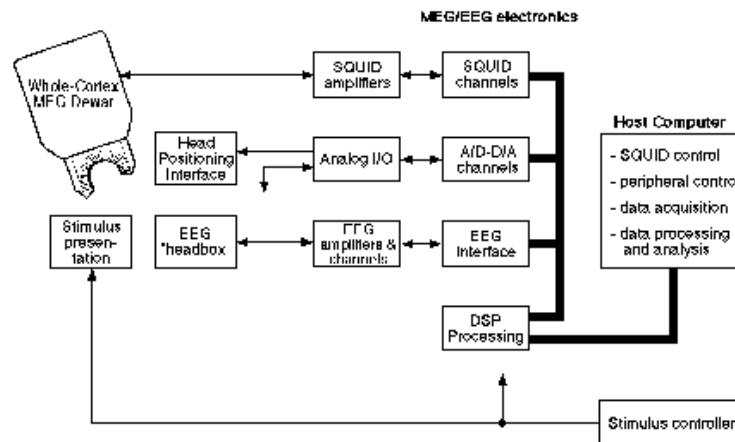 MEG/EEG electronics
Whole-Cortex
MEG Dewar
SQUID
amplifiers
SQUID
channels
Host Computer
- SQUID control
- peripheral control
- data acquisition
- data processing
and analysis
Head
Positioning
Interface
Analog I/O
A/D-D/A
channels
Stimulus
presen-
tation
EEG
"headbox
EEG
amplifiers &
channels
EEG
Interface
DSP
Processing
Stimulus controller